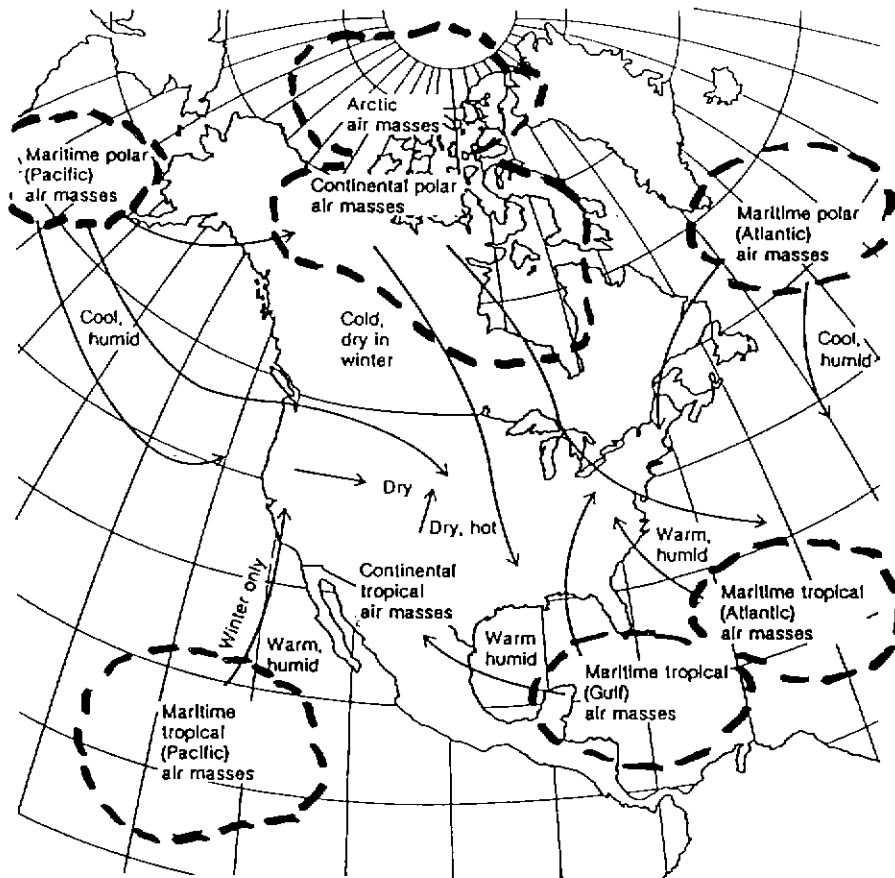 Arctic
air masses
Maritime polar
(Pacific)
air masses
Continental polar
air masses
Maritime polar
(Atlantic)
air masses
Cool,
humid
Cold,
dry in
winter
Cool,
humid
Dry
Dry, hot
Warm,
humid
Winter only
Continental
tropical
air masses
Maritime tropical
(Atlantic)
air masses
Warm,
humid
Warm
humid
Maritime tropical
(Gulf)
air masses
Maritime
tropical
(Pacific)
air masses